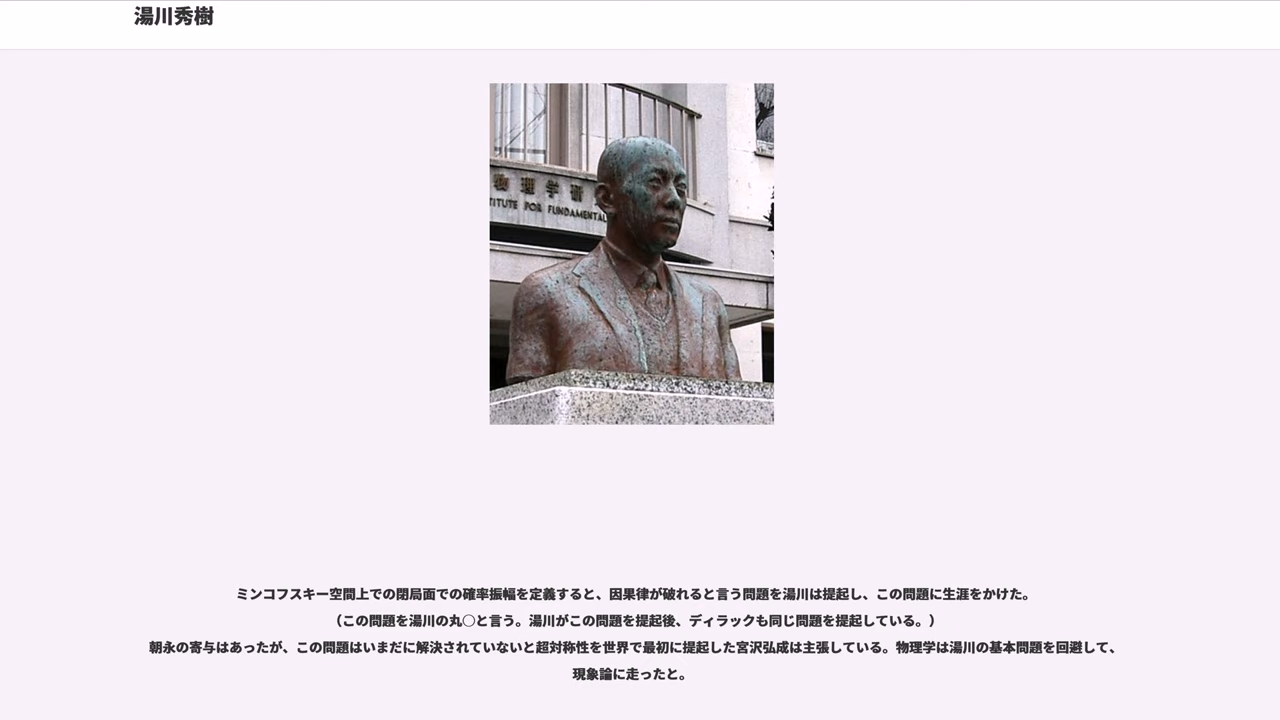 湯川秀樹
物理学研
TITUTE FOR FUNDAMENTAL
ミンコフスキー空間上での閉局面での確率振幅を定義すると、因果律が破れると言う問題を湯川は提起し、この問題に生涯をかけた。
（この問題を湯川の丸○と言う。湯川がこの問題を提起後、ディラックも同じ問題を提起している。）
朝永の寄与はあったが、この問題はいまだに解決されていないと超対称性を世界で最初に提起した宮沢弘成は主張している。物理学は湯川の基本問題を回避して、
現象論に走ったと。